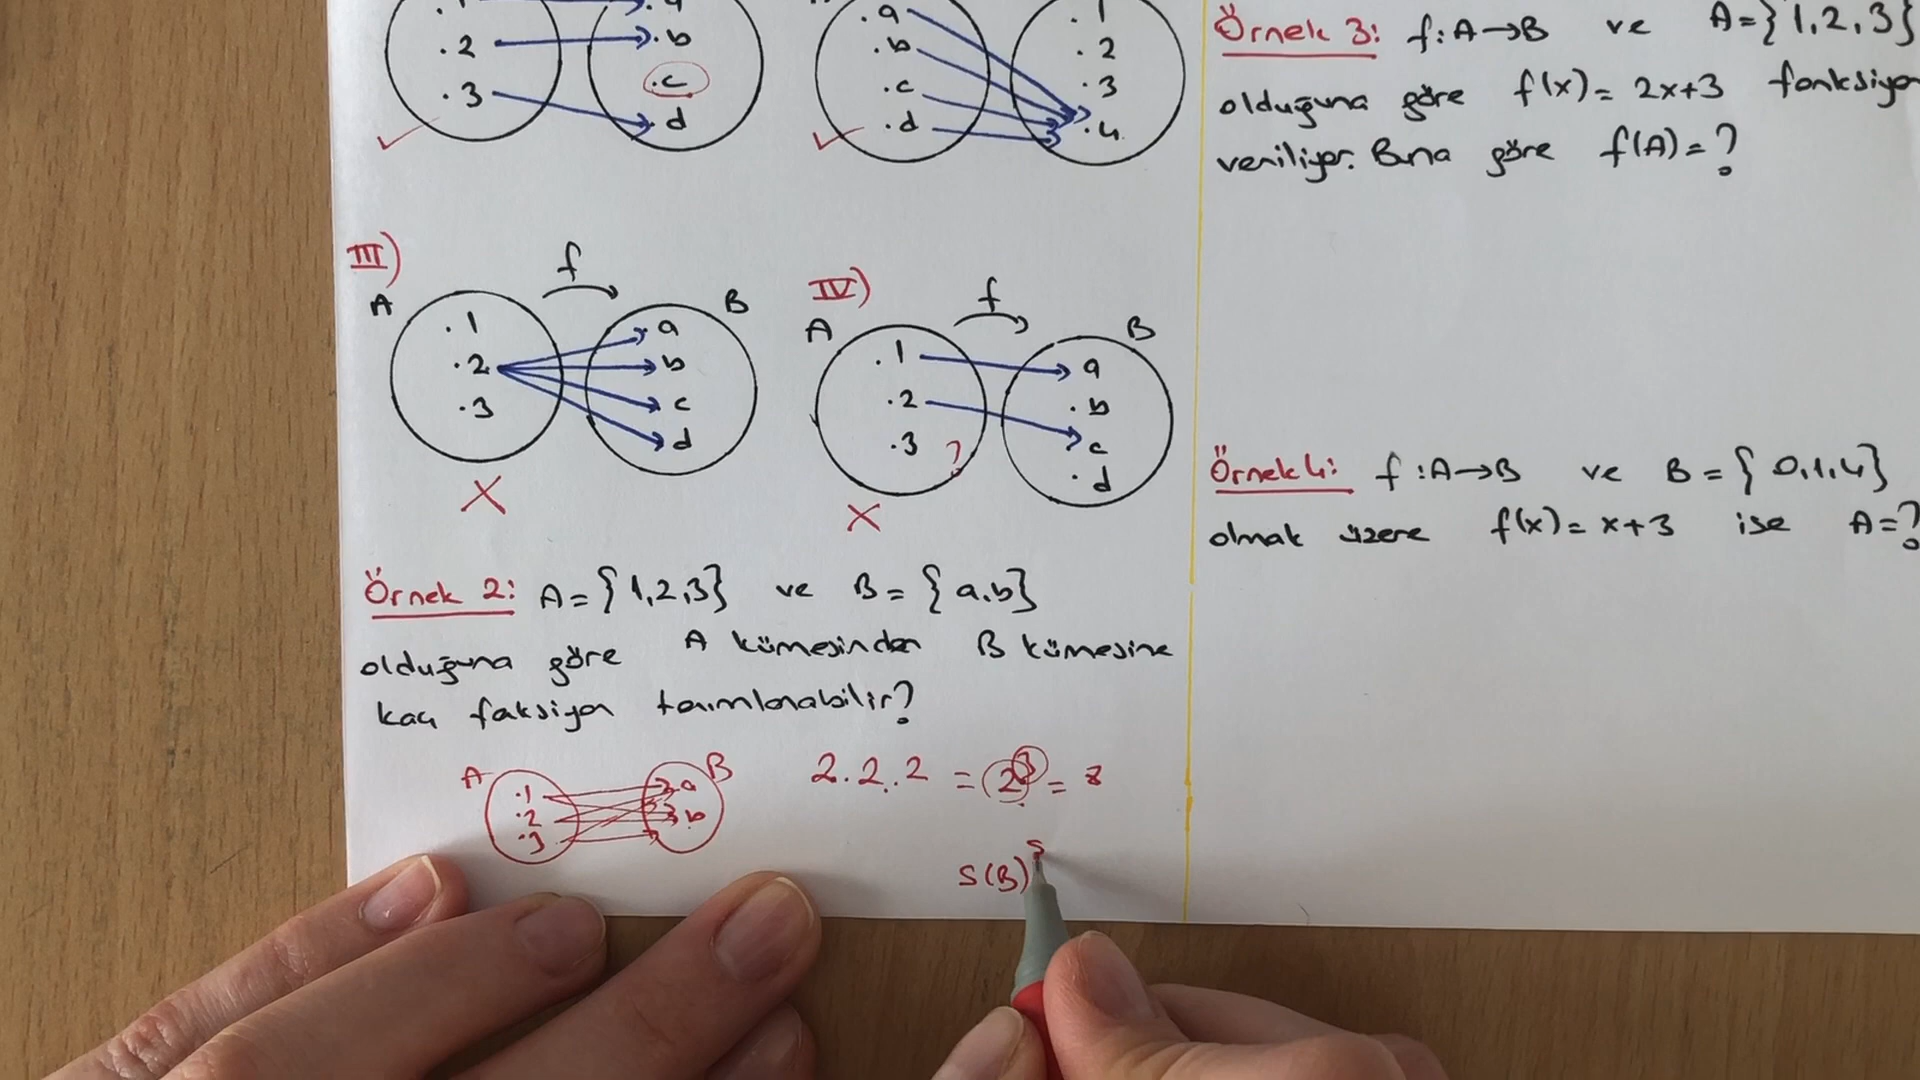 .2
.3
.b
.c
d
.a
.b
.c
.d
.1
.2
.3
.4
III)
f
A
B
.1
.2
.3
a
b
c
d
IV)
f
A
B
.1
.2
.3
?
a
.b
c
.d
Örnek 2: A={1,2,3} ve B={a,b}
olduğuna göre A kümesinden B kümesine
kaç foksiyon tanımlanabilir?
A
B
.1
.2
.3
a
b
2.2.2 = 2³ = 8
S(B)
Örnek 3: f:A→B ve A={1,2,3}
olduğuna göre f(x)= 2x+3 fonksiyon
veriliyor. Buna göre f(A)=?
Örnek 4: f:A→B ve B={0,1,4}
olmak üzere f(x)= x+3 ise A=?